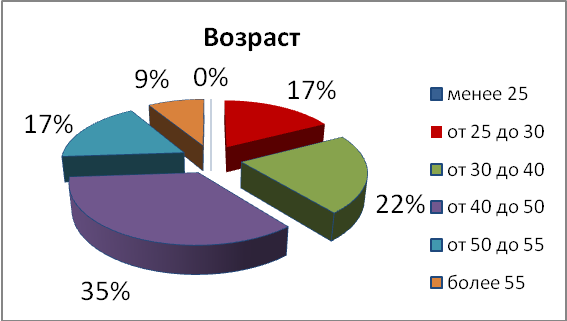 Возраст
9%
0%
17%
17%
22%
35%
менее 25
от 25 до 30
от 30 до 40
от 40 до 50
от 50 до 55
более 55